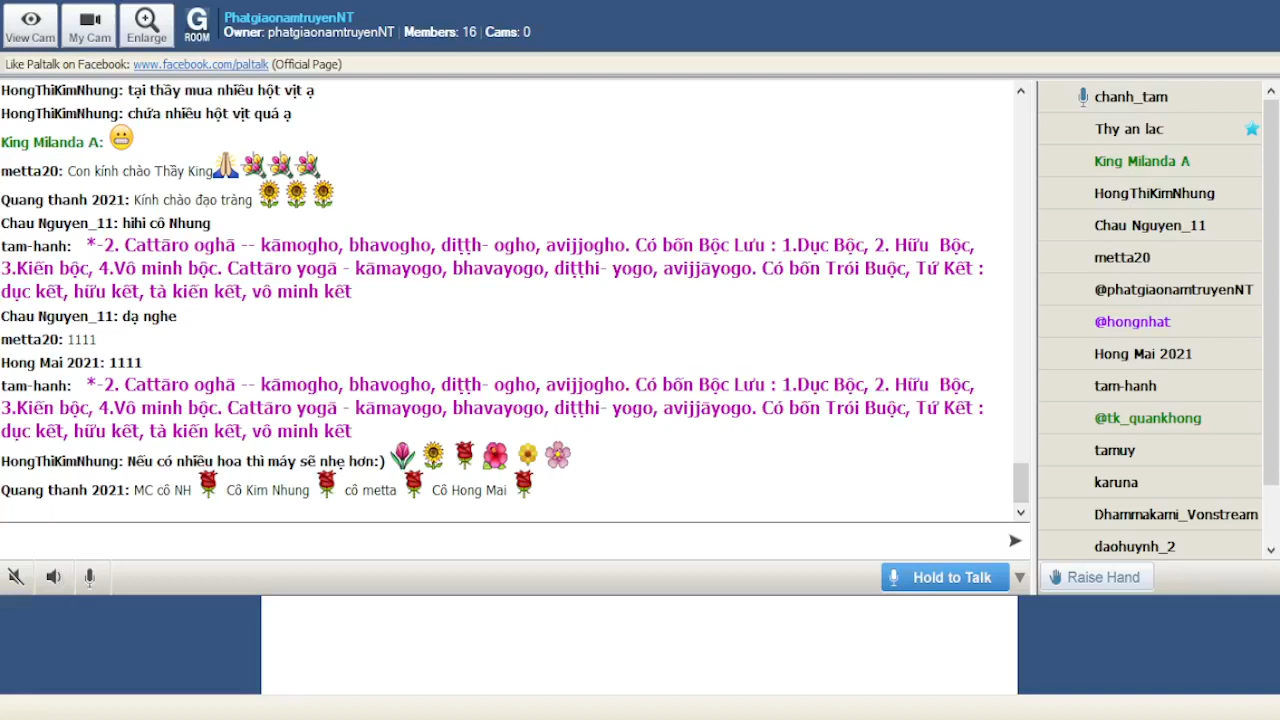 PhatgiaonamtruyenNT
View Cam My Cam Enlarge G ROOM Owner: phatgiaonamtruyenNT | Members: 16 | Cams: 0
Like Paltalk on Facebook: www.facebook.com/paltalk (Official Page)
HongThiKimNhung: tại thầy mua nhiều hột vịt ạ
HongThiKimNhung: chứa nhiều hột vịt quá ạ
King Milanda A:
metta20: Con kính chào Thầy King
Quang thanh 2021: Kính chào đạo tràng
Chau Nguyen_11: hihi cô Nhung
tam-hanh: *-2. Cattāro oghā -- kāmogho, bhavogho, diṭṭh- ogho, avijjogho. Có bốn Bộc Lưu : 1.Dục Bộc, 2. Hữu Bộc,
3.Kiến bộc, 4.Vô minh bộc. Cattāro yogā - kāmayogo, bhavayogo, diṭṭhi- yogo, avijjāyogo. Có bốn Trói Buộc, Tứ Kết :
dục kết, hữu kết, tà kiến kết, vô minh kết
Chau Nguyen_11: dạ nghe
metta20: 1111
Hong Mai 2021: 1111
tam-hanh: *-2. Cattāro oghā -- kāmogho, bhavogho, diṭṭh- ogho, avijjogho. Có bốn Bộc Lưu : 1.Dục Bộc, 2. Hữu Bộc,
3.Kiến bộc, 4.Vô minh bộc. Cattāro yogā - kāmayogo, bhavayogo, diṭṭhi- yogo, avijjāyogo. Có bốn Trói Buộc, Tứ Kết :
dục kết, hữu kết, tà kiến kết, vô minh kết
HongThiKimNhung: Nếu có nhiều hoa thì máy sẽ nhẹ hơn:)
Quang thanh 2021: MC cô NH Cô Kim Nhung cô metta Cô Hong Mai
Hold to Talk
chanh_tam
Thy an lac
King Milanda A
HongThiKimNhung
Chau Nguyen_11
metta20
@phatgiaonamtruyenNT
@hongnhat
Hong Mai 2021
tam-hanh
@tk_quankhong
tamuy
karuna
Dhammakami_Vonstream
daohuynh_2
Raise Hand